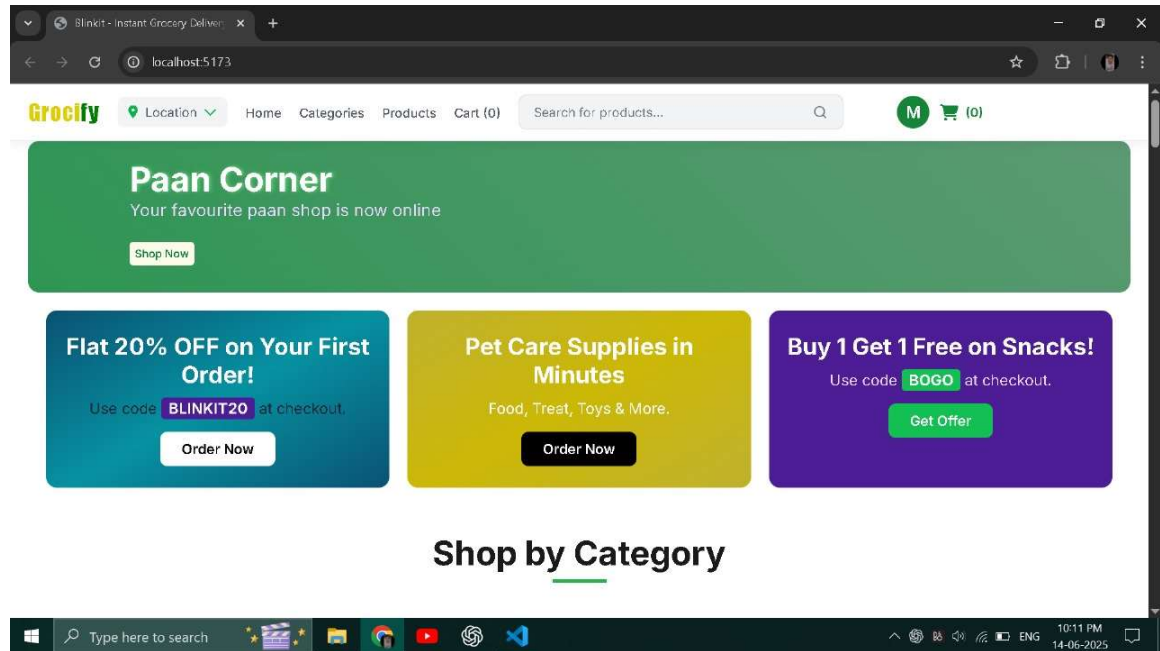 Blinkit - Instant Grocery Deliver
localhost:5173
Grocify
Location
Home
Categories
Products
Cart (0)
Search for products...
M
(0)
Paan Corner
Your favourite paan shop is now online
Shop Now
Flat 20% OFF on Your First
Order!
Use code BLINKIT20 at checkout.
Order Now
Pet Care Supplies in
Minutes
Food, Treat, Toys & More.
Order Now
Buy 1 Get 1 Free on Snacks!
Use code BOGO at checkout.
Get Offer
Shop by Category
Type here to search
ENG
10:11 PM
14-06-2025